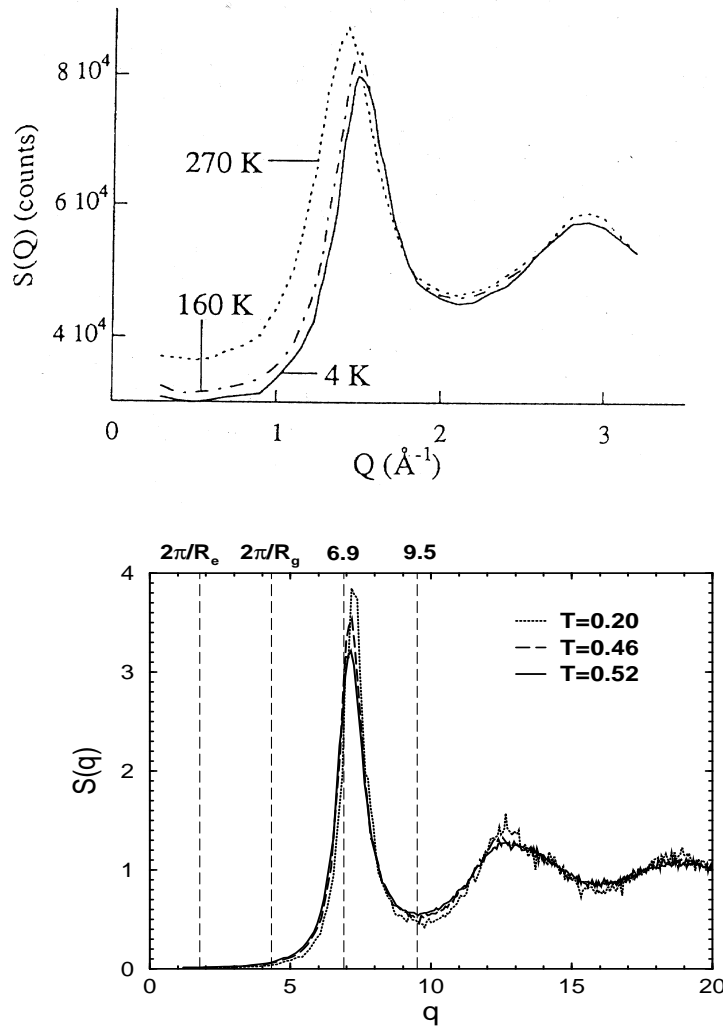 8 10⁴
6 10⁴
4 10⁴
S(Q) (counts)
270 K
160 K
4 K
0 1 2 3
Q (Å⁻¹)
2π/Rₑ 2π/R_g 6.9 9.5
4
3
2
1
0
S(q)
T=0.20
T=0.46
T=0.52
0 5 10 15 20
q